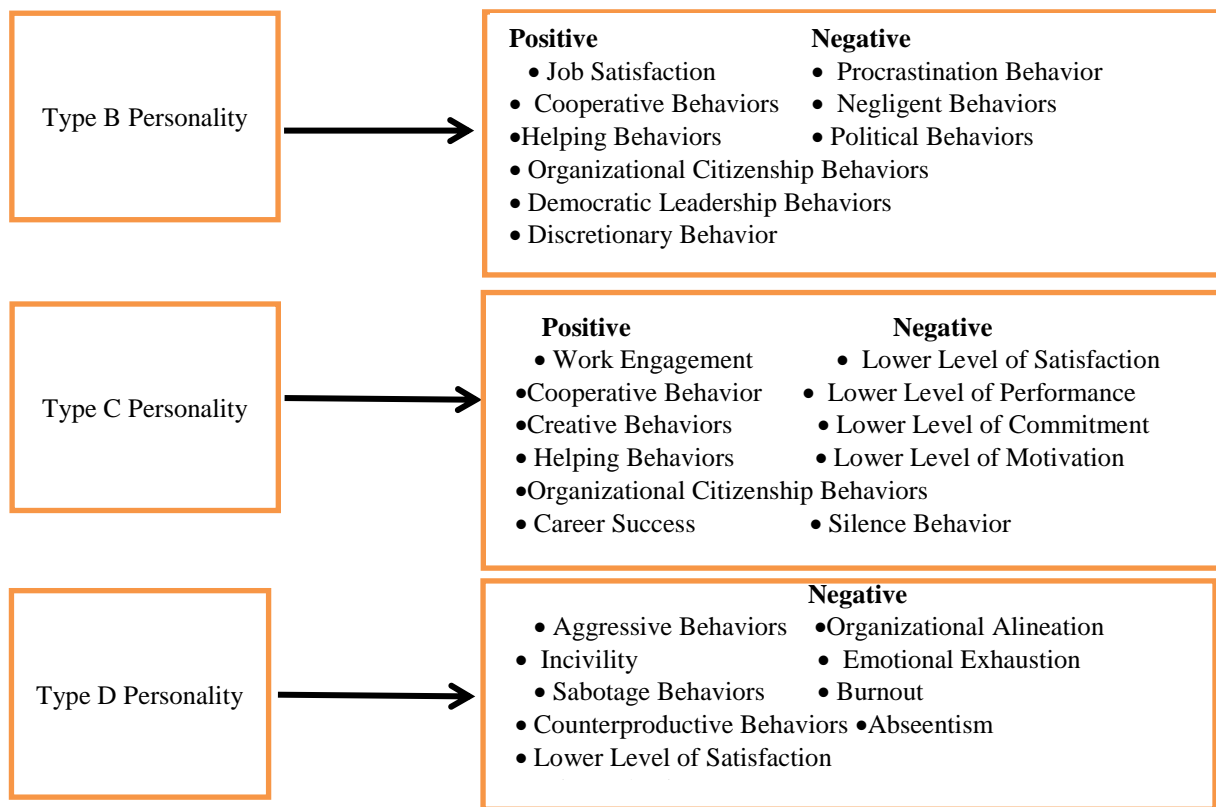 Type B Personality
Positive Negative
• Job Satisfaction • Procrastination Behavior
• Cooperative Behaviors • Negligent Behaviors
•Helping Behaviors • Political Behaviors
• Organizational Citizenship Behaviors
• Democratic Leadership Behaviors
• Discretionary Behavior
Type C Personality
Positive Negative
• Work Engagement • Lower Level of Satisfaction
•Cooperative Behavior • Lower Level of Performance
•Creative Behaviors • Lower Level of Commitment
• Helping Behaviors • Lower Level of Motivation
•Organizational Citizenship Behaviors
• Career Success • Silence Behavior
Type D Personality
Negative
• Aggressive Behaviors •Organizational Alineation
• Incivility • Emotional Exhaustion
• Sabotage Behaviors • Burnout
• Counterproductive Behaviors •Abseentism
• Lower Level of Satisfaction